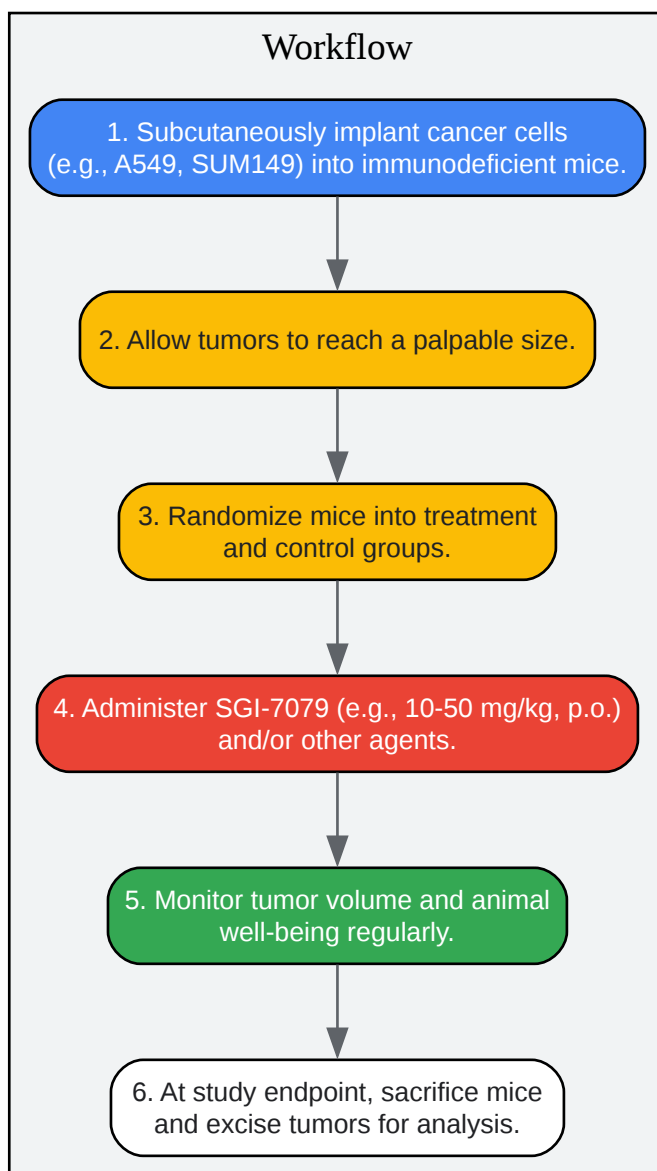 Workflow
1. Subcutaneously implant cancer cells
(e.g., A549, SUM149) into immunodeficient mice.
2. Allow tumors to reach a palpable size.
3. Randomize mice into treatment
and control groups.
4. Administer SGI-7079 (e.g., 10-50 mg/kg, p.o.)
and/or other agents.
5. Monitor tumor volume and animal
well-being regularly.
6. At study endpoint, sacrifice mice
and excise tumors for analysis.